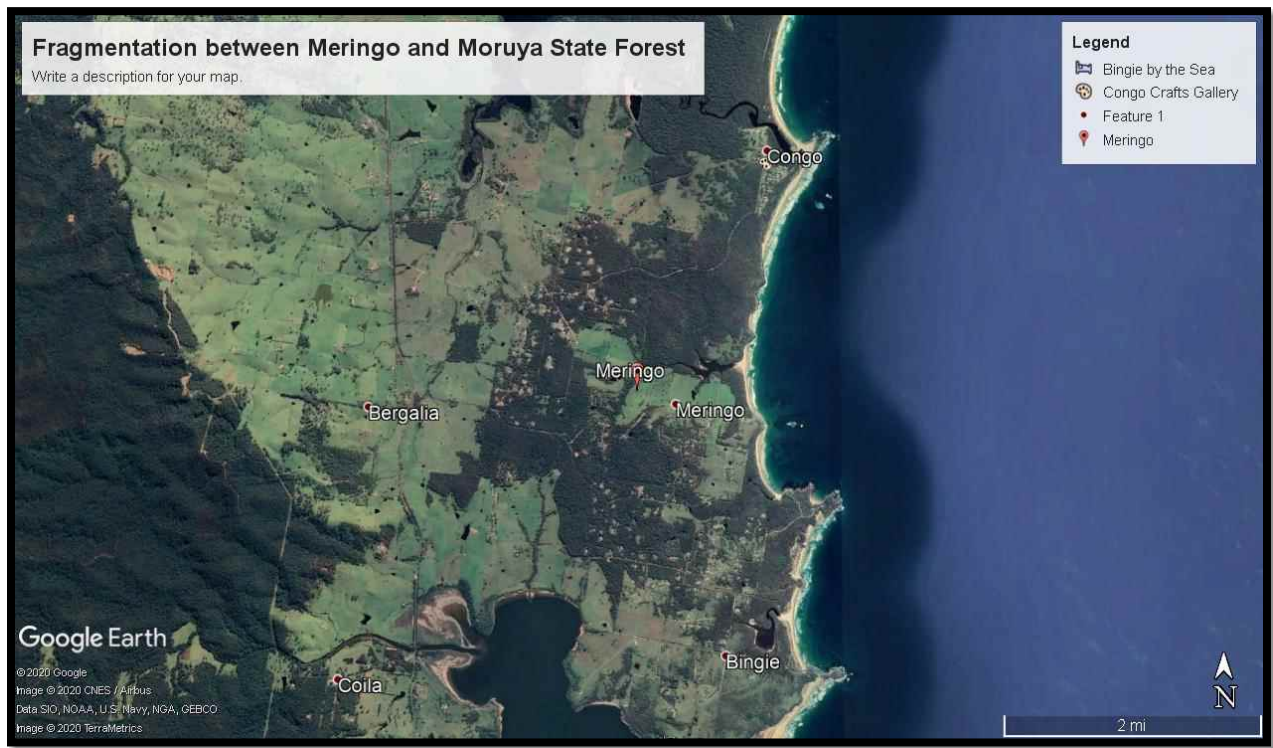 Fragmentation between Meringo and Moruya State Forest
Write a description for your map.
Legend
Bingie by the Sea
Congo Crafts Gallery
Feature 1
Meringo
Congo
Meringo
Bergalia
Meringo
Bingie
Coila
Google Earth
©2020 Google
Image © 2020 CNES / Airbus
Data SIO, NOAA, U.S. Navy, NGA, GEBCO
Image © 2020 TerraMetrics
N
2 mi